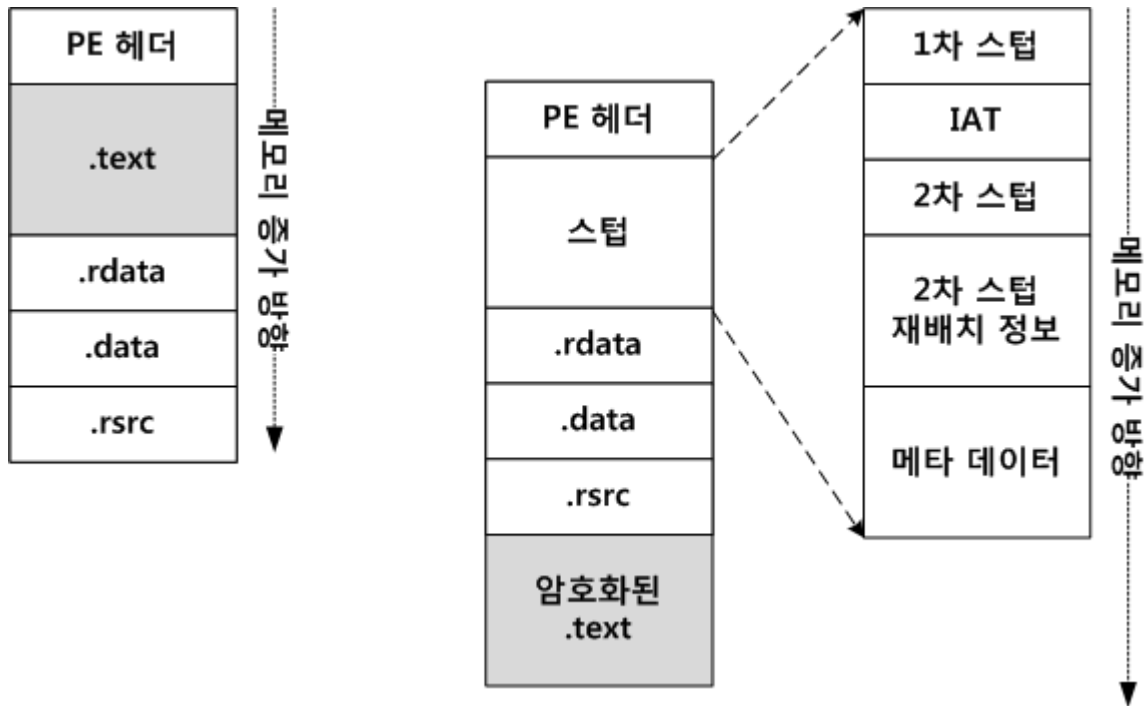 PE 헤더
.text
.rdata
.data
.rsrc
메모리 증가 방향
PE 헤더
스텁
.rdata
.data
.rsrc
암호화된
.text
1차 스텁
IAT
2차 스텁
2차 스텁
재배치 정보
메타 데이터
메모리 증가 방향